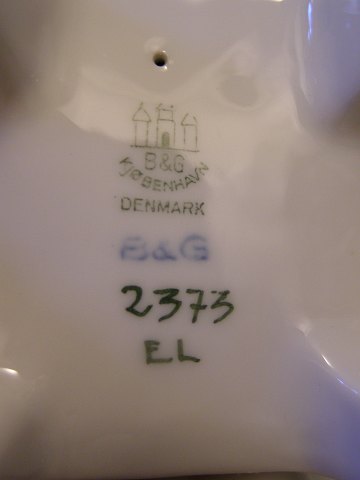 B&G
KJØBENHAVN
DENMARK
B&G
2373
EL